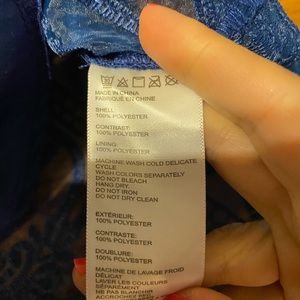 MADE IN CHINA
FABRIQUÉ EN CHINE
SHELL:
100% POLYESTER
CONTRAST:
100% POLYESTER
LINING:
100% POLYESTER
MACHINE WASH COLD DELICATE
CYCLE
WASH COLORS SEPARATELY
DO NOT BLEACH
HANG DRY.
DO NOT IRON
DO NOT DRY CLEAN
EXTÉRIEUR:
100% POLYESTER
CONTRASTE:
100% POLYESTER
DOUBLURE:
100% POLYESTER
MACHINE DE LAVAGE FROID
DÉLICAT
LAVER LES COULEURS
SÉPARÉMENT
NE PAS BLANCHIR